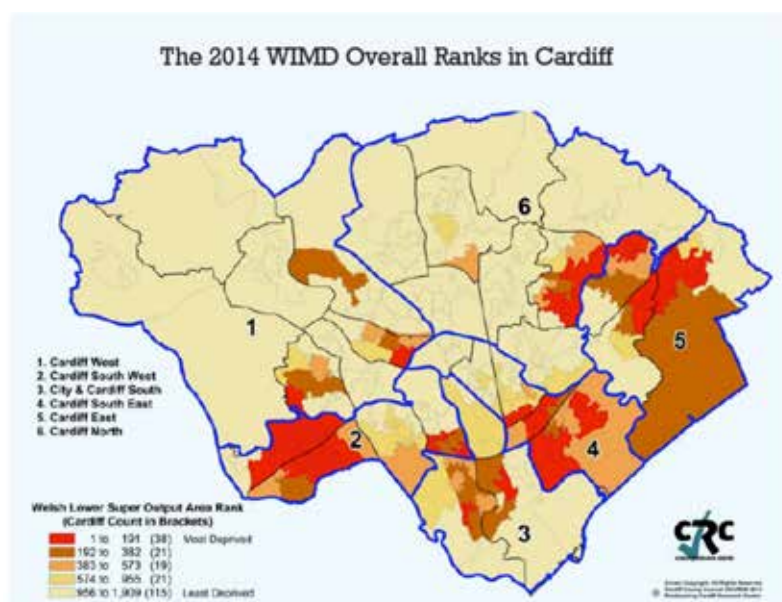 The 2014 WIMD Overall Ranks in Cardiff
6
1
5
1. Cardiff West
2. Cardiff South West
3. City & Cardiff South
4. Cardiff South East
5. Cardiff East
6. Cardiff North
2
4
3
Welsh Lower Super Output Area Rank
(Cardiff Count in Brackets)
1 to 191 (38) Most Deprived
192 to 382 (21)
383 to 573 (19)
574 to 955 (21)
956 to 1,909 (115) Least Deprived
CRC